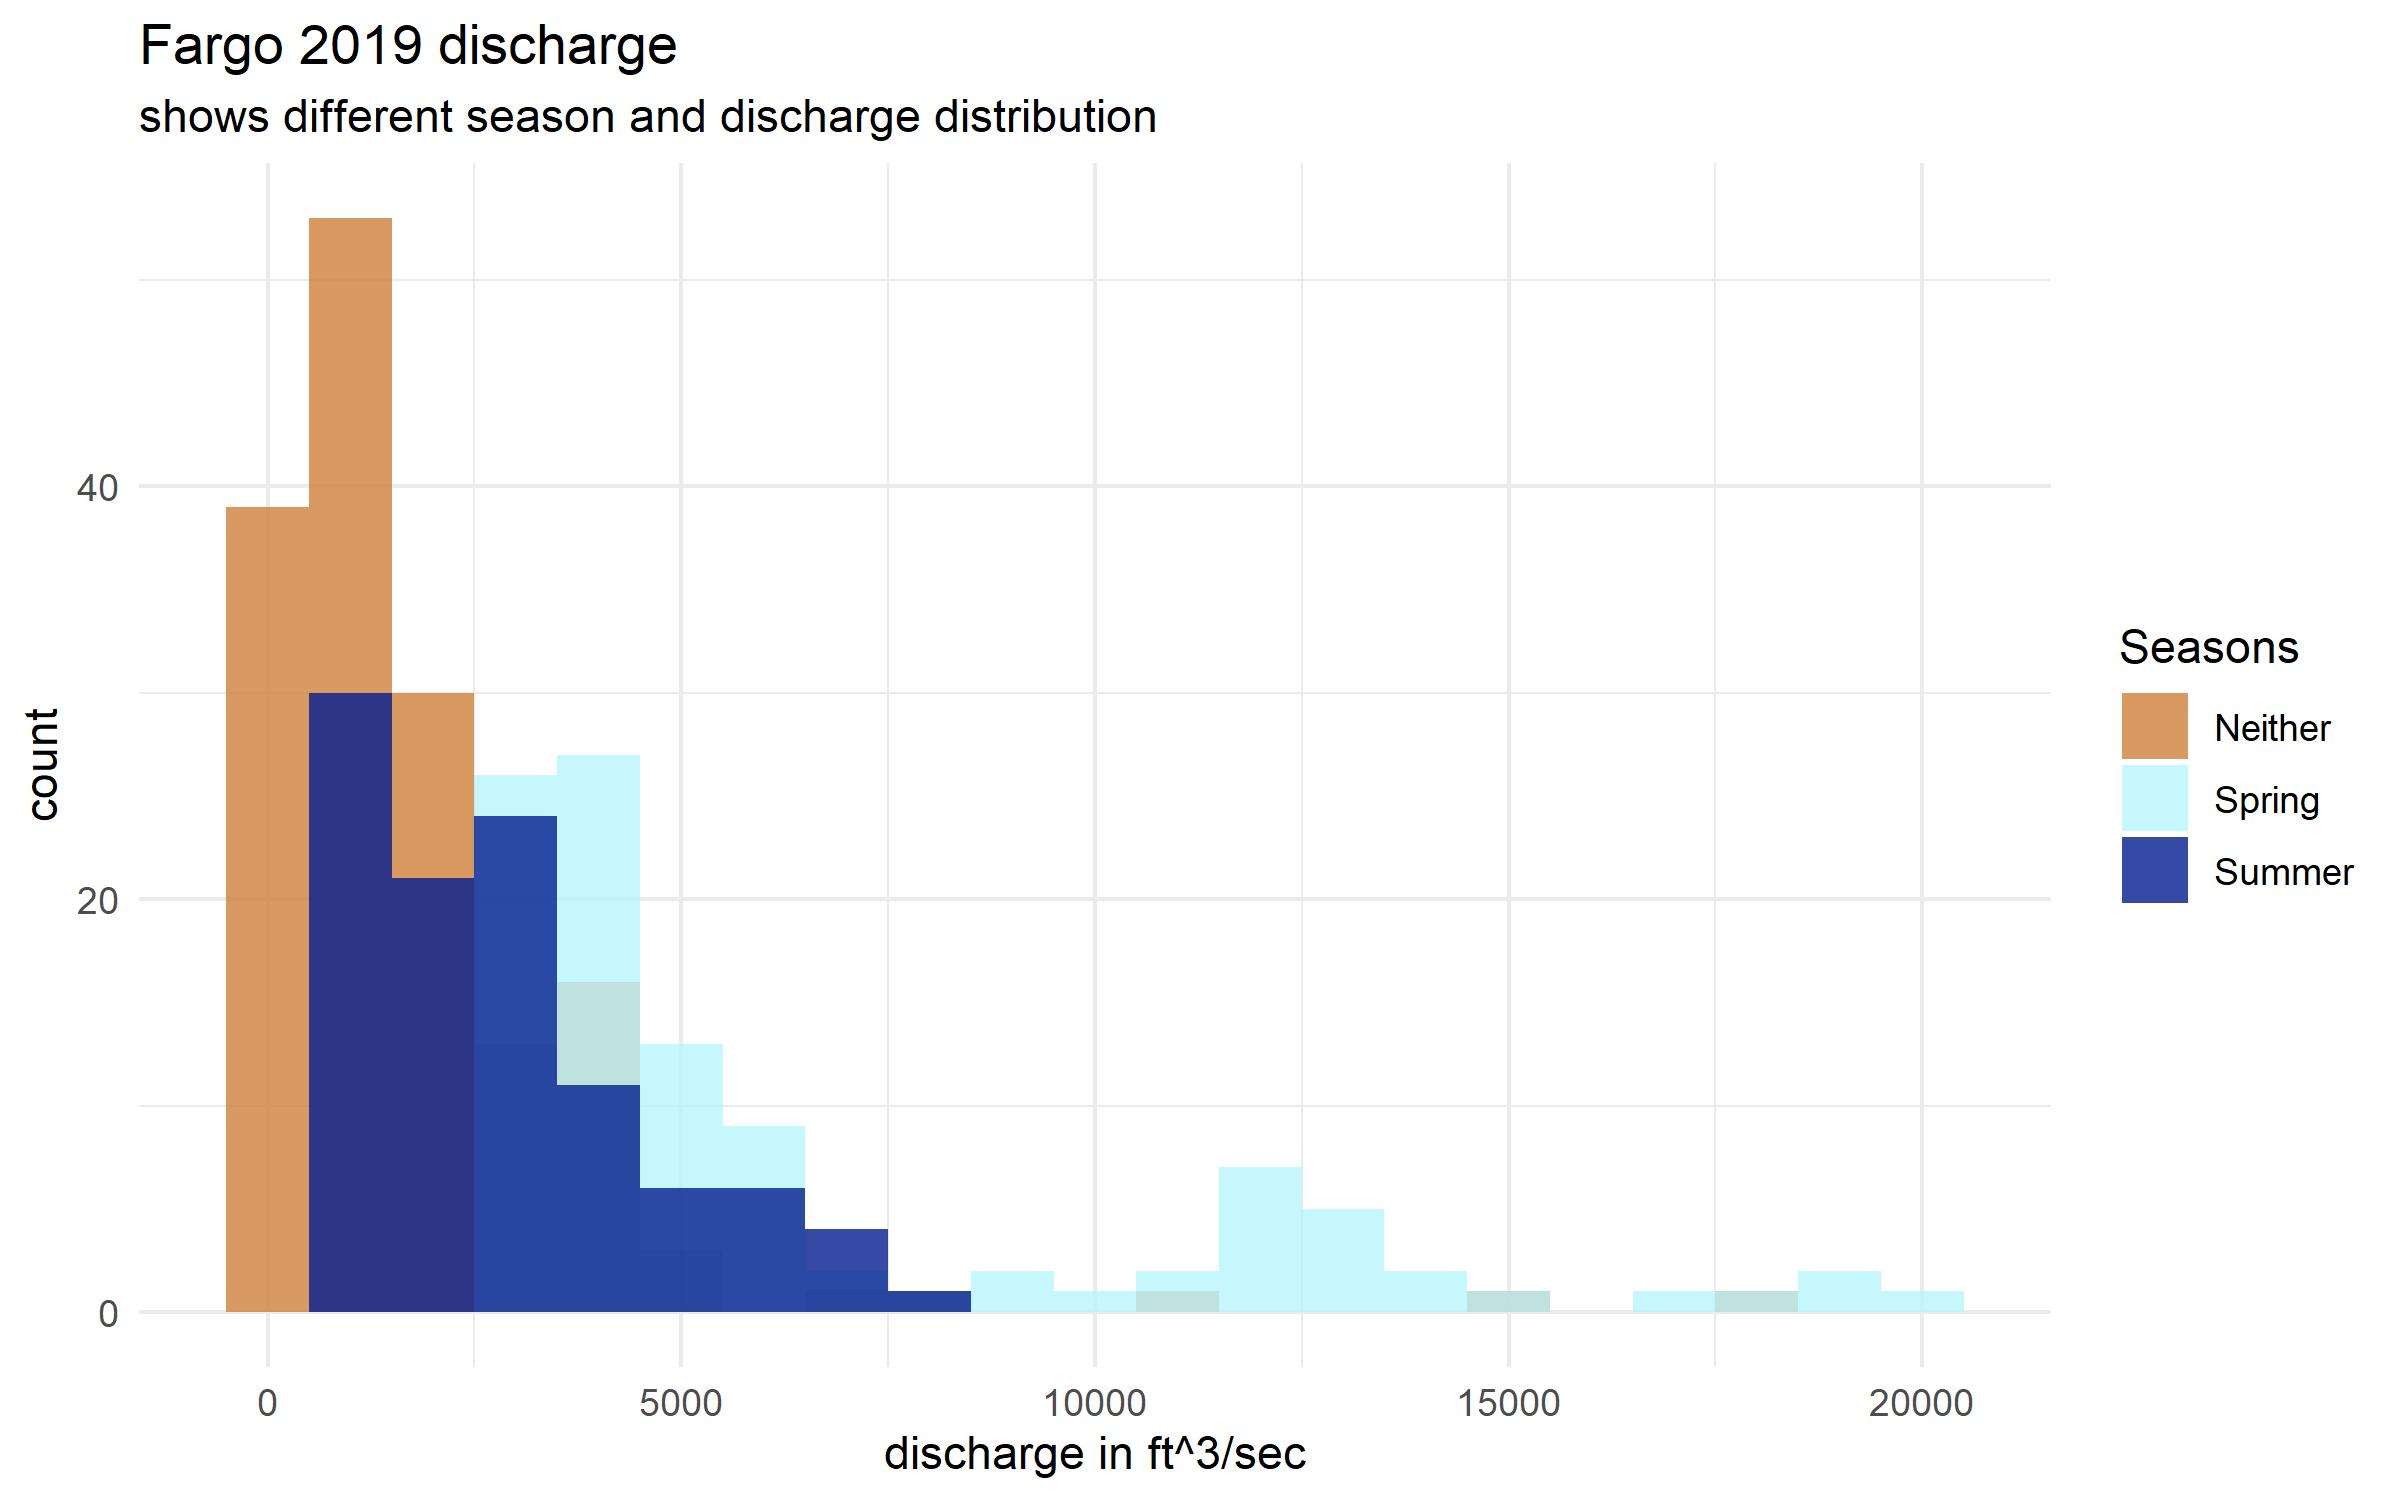 Fargo 2019 discharge
shows different season and discharge distribution
count
40
20
0
0 5000 10000 15000 20000
discharge in ft^3/sec
Seasons
Neither
Spring
Summer